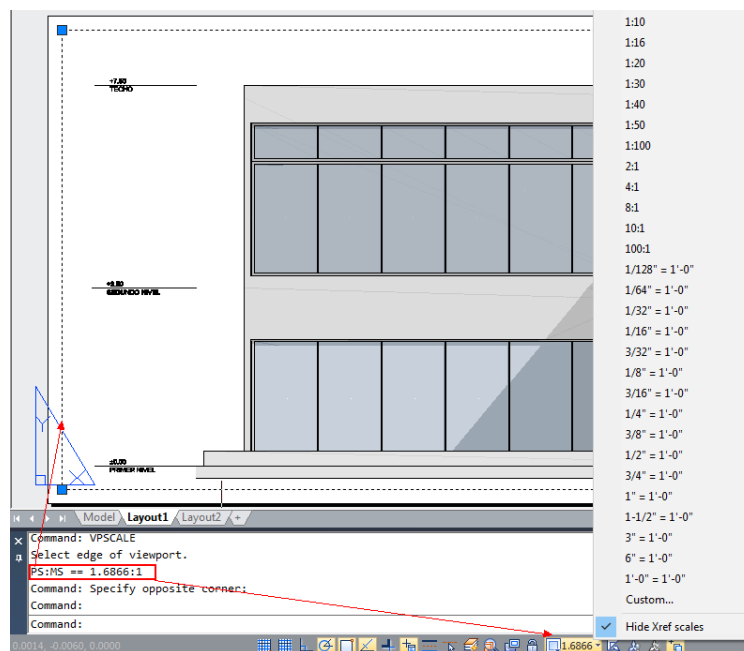 1:10
1:16
1:20
1:30
1:40
1:50
1:100
2:1
4:1
8:1
10:1
100:1
1/128" = 1'-0"
1/64" = 1'-0"
1/32" = 1'-0"
1/16" = 1'-0"
3/32" = 1'-0"
1/8" = 1'-0"
3/16" = 1'-0"
1/4" = 1'-0"
3/8" = 1'-0"
1/2" = 1'-0"
3/4" = 1'-0"
1" = 1'-0"
1-1/2" = 1'-0"
3" = 1'-0"
6" = 1'-0"
1'-0" = 1'-0"
Custom...
Hide Xref scales
TECHO
SEGUNDO NIVEL
±0.00
PRIMER NIVEL
Y
X
Model Layout1 Layout2 +
Command: VPSCALE
Select edge of viewport.
PS:MS == 1.6866:1
Command: Specify opposite corner:
Command:
Command:
0.0014, -0.0060, 0.0000
1.6866